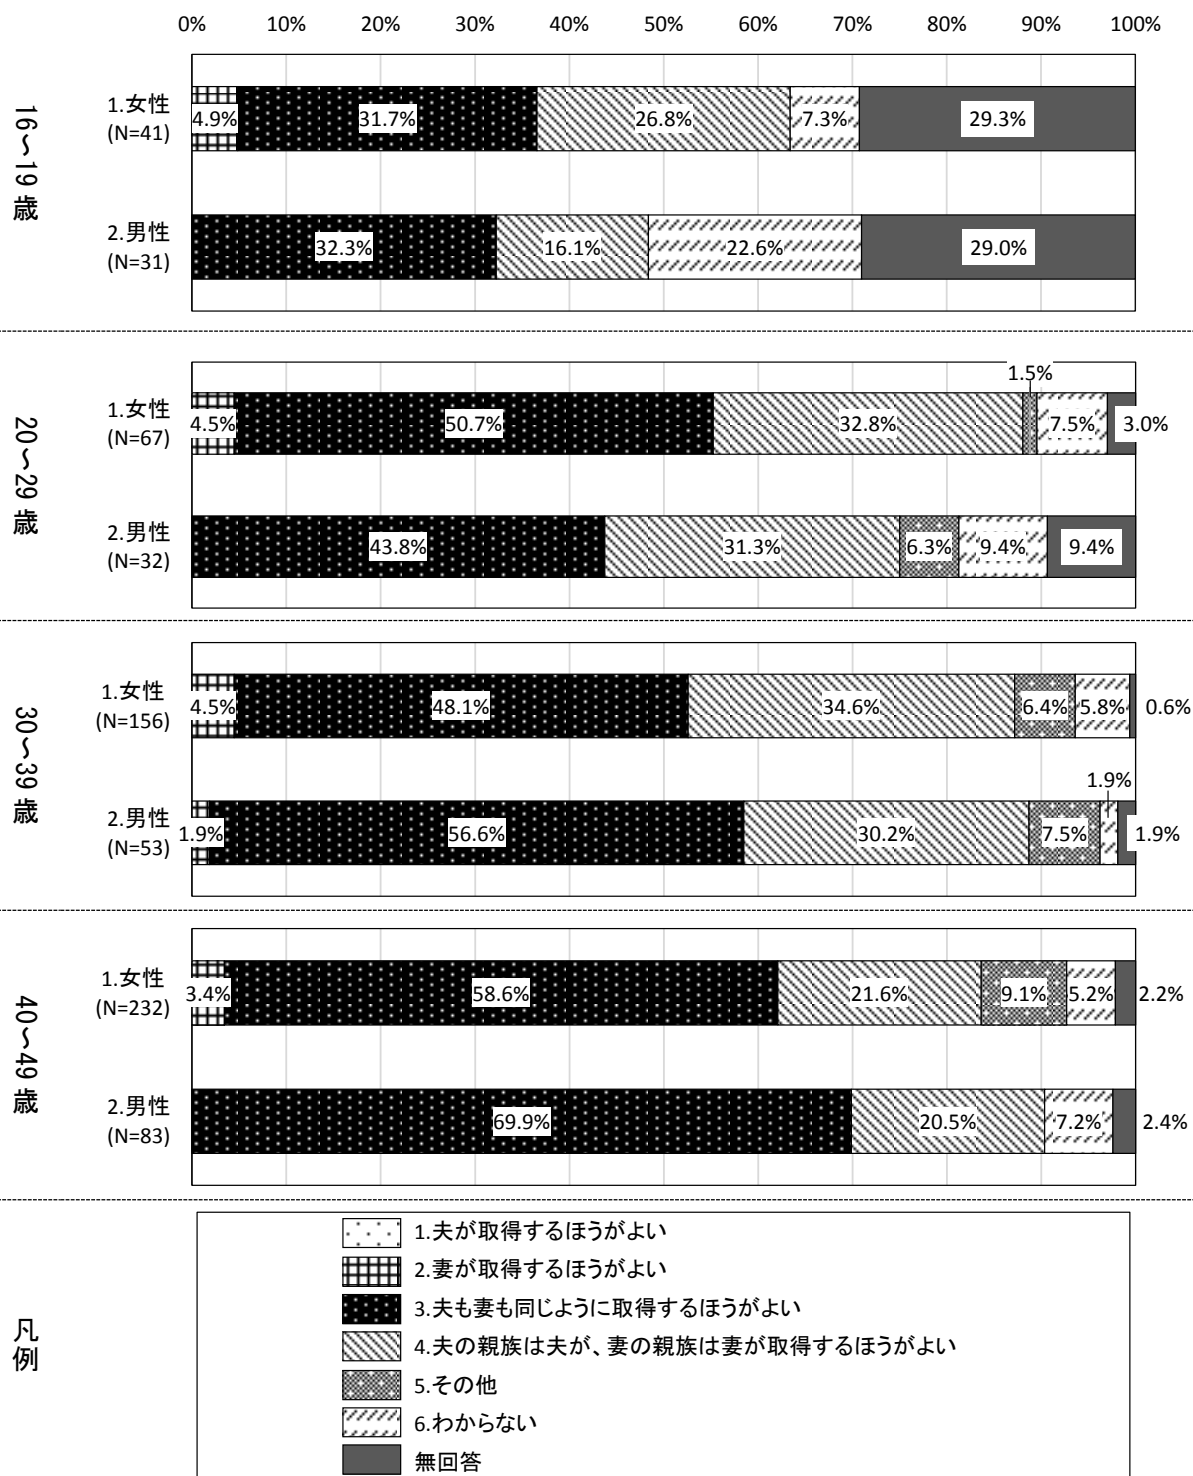 0% 10% 20% 30% 40% 50% 60% 70% 80% 90% 100%
16～19歳
1.女性
(N=41)
4.9% 31.7% 26.8% 7.3% 29.3%
2.男性
(N=31)
32.3% 16.1% 22.6% 29.0%
20～29歳
1.5%
1.女性
(N=67)
4.5% 50.7% 32.8% 7.5% 3.0%
2.男性
(N=32)
43.8% 31.3% 6.3% 9.4% 9.4%
30～39歳
1.女性
(N=156)
4.5% 48.1% 34.6% 6.4% 5.8% 0.6%
1.9%
2.男性
(N=53)
1.9% 56.6% 30.2% 7.5% 1.9%
40～49歳
1.女性
(N=232)
3.4% 58.6% 21.6% 9.1% 5.2% 2.2%
2.男性
(N=83)
69.9% 20.5% 7.2% 2.4%
凡例
1.夫が取得するほうがよい
2.妻が取得するほうがよい
3.夫も妻も同じように取得するほうがよい
4.夫の親族は夫が、妻の親族は妻が取得するほうがよい
5.その他
6.わからない
無回答